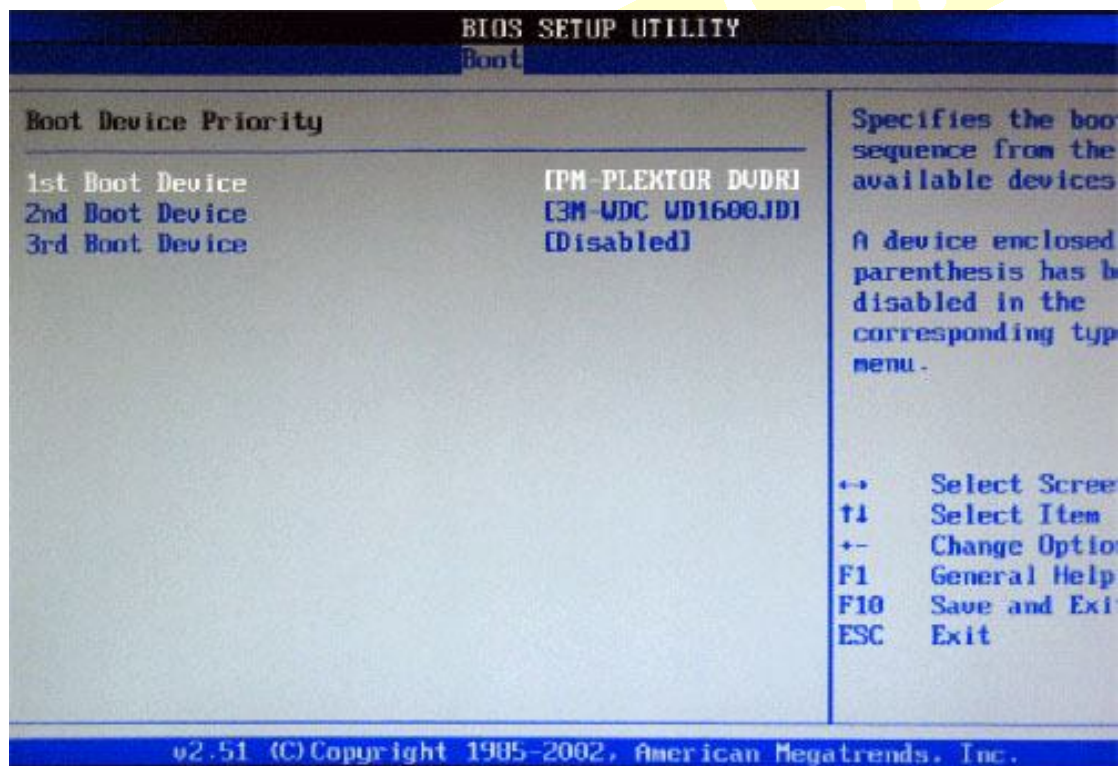 BIOS SETUP UTILITY
Boot
Boot Device Priority
1st Boot Device [PM-PLEXTOR DVDR]
2nd Boot Device [3M-WDC WD1600JD]
3rd Boot Device [Disabled]
Specifies the boo
sequence from the
available devices
A device enclosed
parenthesis has b
disabled in the
corresponding typ
menu.
↔ Select Scree
↑↓ Select Item
+- Change Optio
F1 General Help
F10 Save and Exi
ESC Exit
v2.51 (C)Copyright 1985-2002, American Megatrends, Inc.